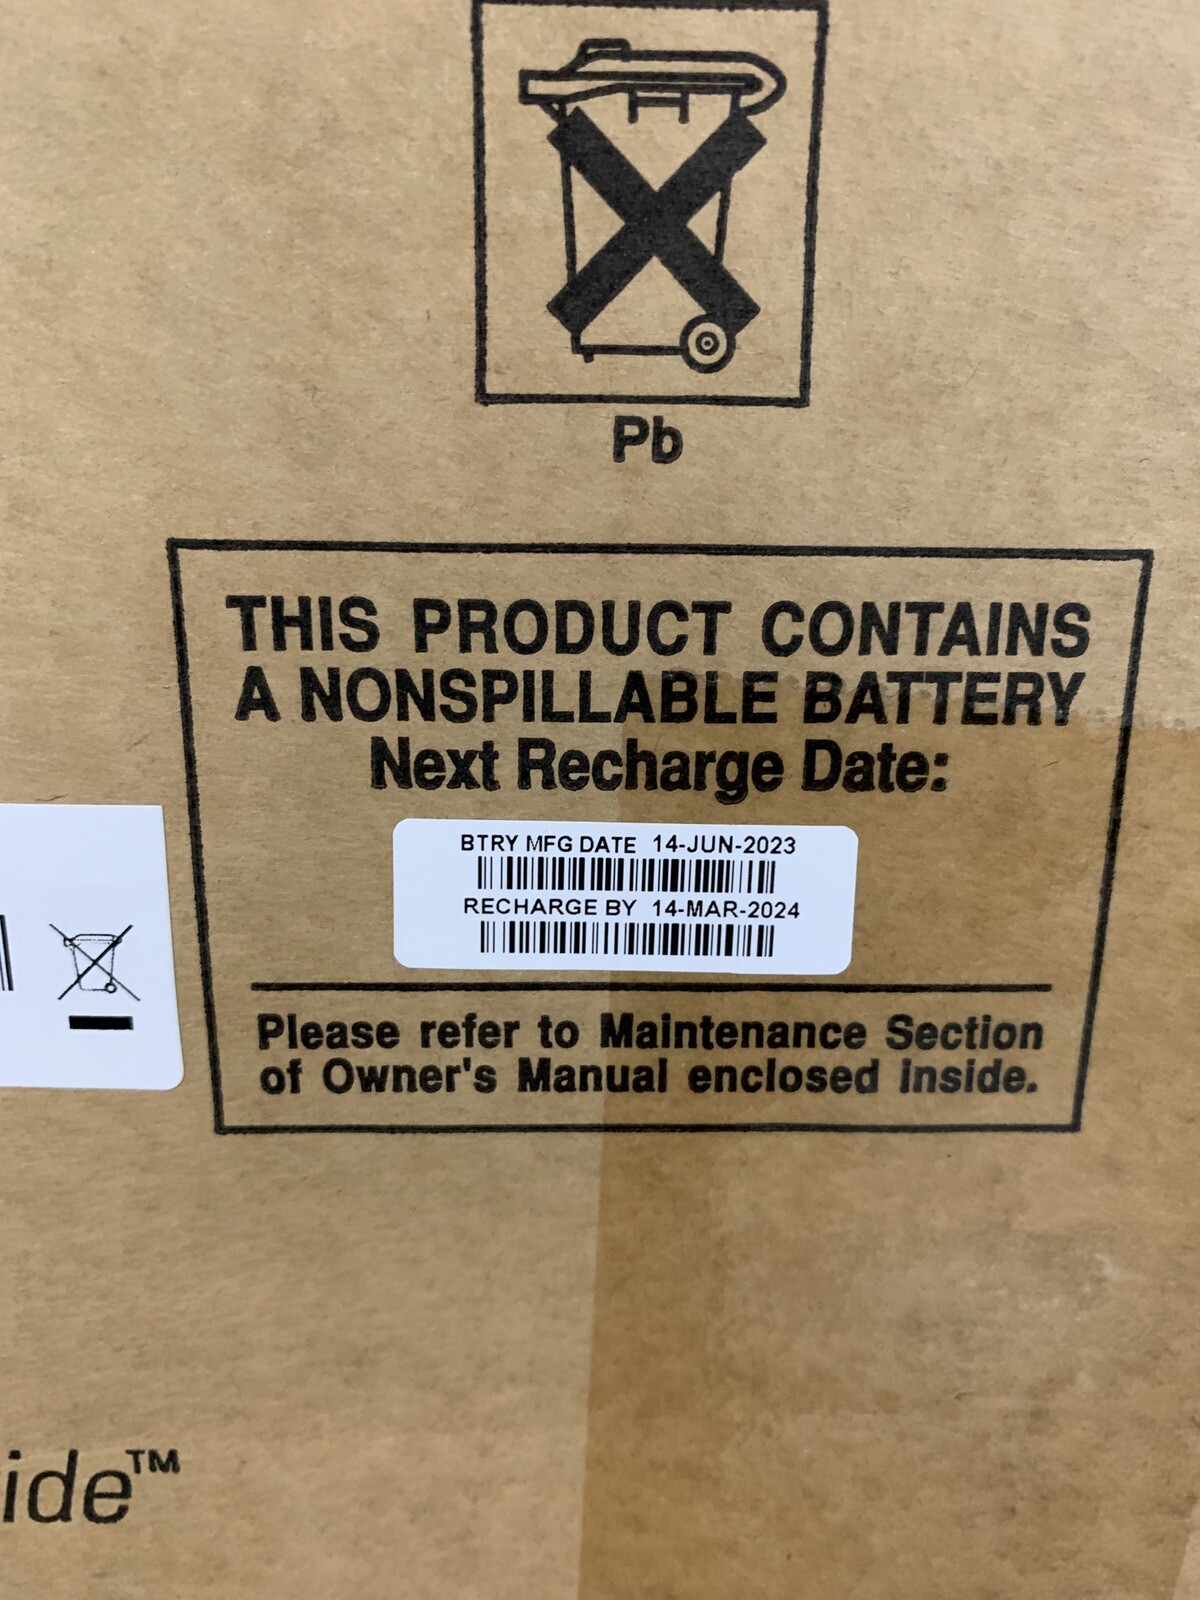 Pb
THIS PRODUCT CONTAINS
A NONSPILLABLE BATTERY
Next Recharge Date:
BTRY MFG DATE 14-JUN-2023
RECHARGE BY 14-MAR-2024
Please refer to Maintenance Section
of Owner's Manual enclosed inside.
ide™